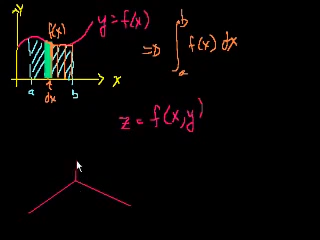 y
y = f(x)
f(x)
⇒ ∫ₐᵇ f(x) dx
a
dx
b
x
z = f(x,y)